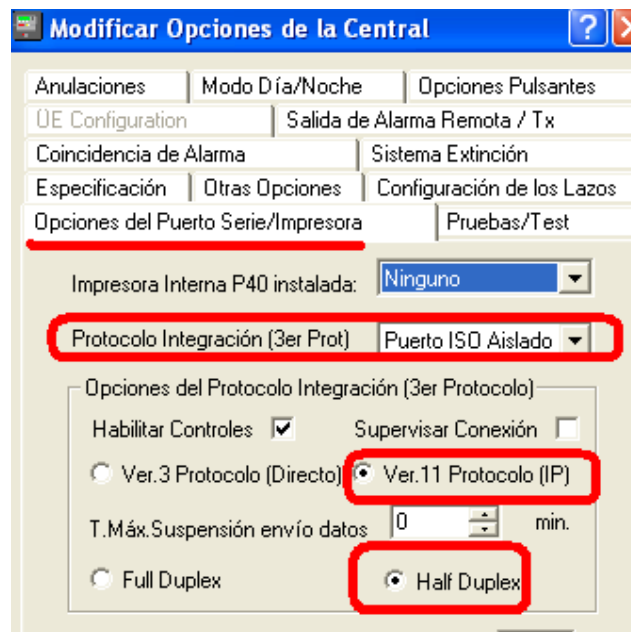 Modificar Opciones de la Central
Anulaciones Modo Día/Noche Opciones Pulsantes
UE Configuration Salida de Alarma Remota / Tx
Coincidencia de Alarma Sistema Extinción
Especificación Otras Opciones Configuración de los Lazos
Opciones del Puerto Serie/Impresora Pruebas/Test
Impresora Interna P40 instalada: Ninguno
Protocolo Integración (3er Prot) Puerto ISO Aislado
Opciones del Protocolo Integración (3er Protocolo)
Habilitar Controles Supervisar Conexión
Ver.3 Protocolo (Directo) Ver.11 Protocolo (IP)
T.Máx.Suspensión envío datos 0 min.
Full Duplex Half Duplex